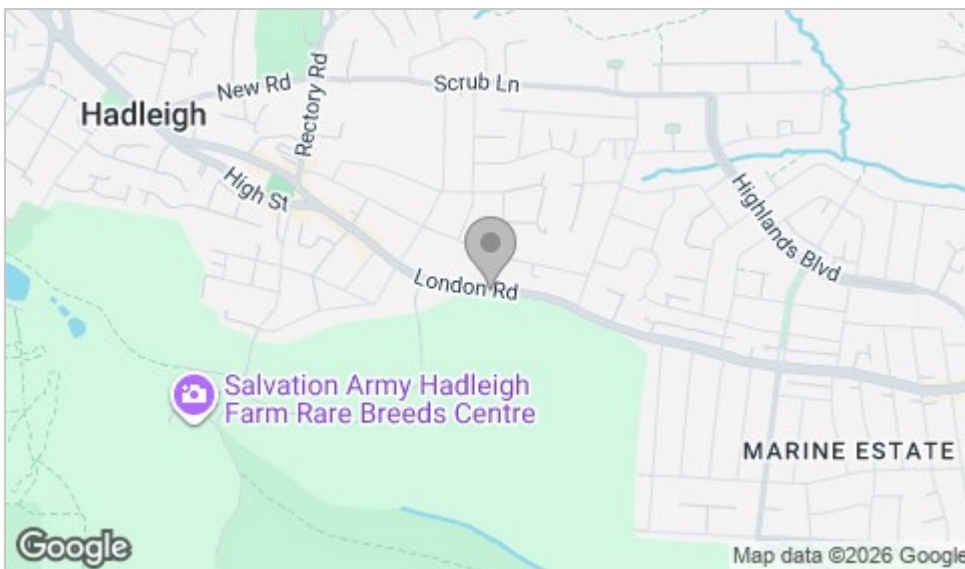 New Rd
Scrub Ln
Hadleigh
Rectory Rd
High St
Highlands Blvd
London Rd
Salvation Army Hadleigh
Farm Rare Breeds Centre
MARINE ESTATE
Google
Map data ©2026 Google